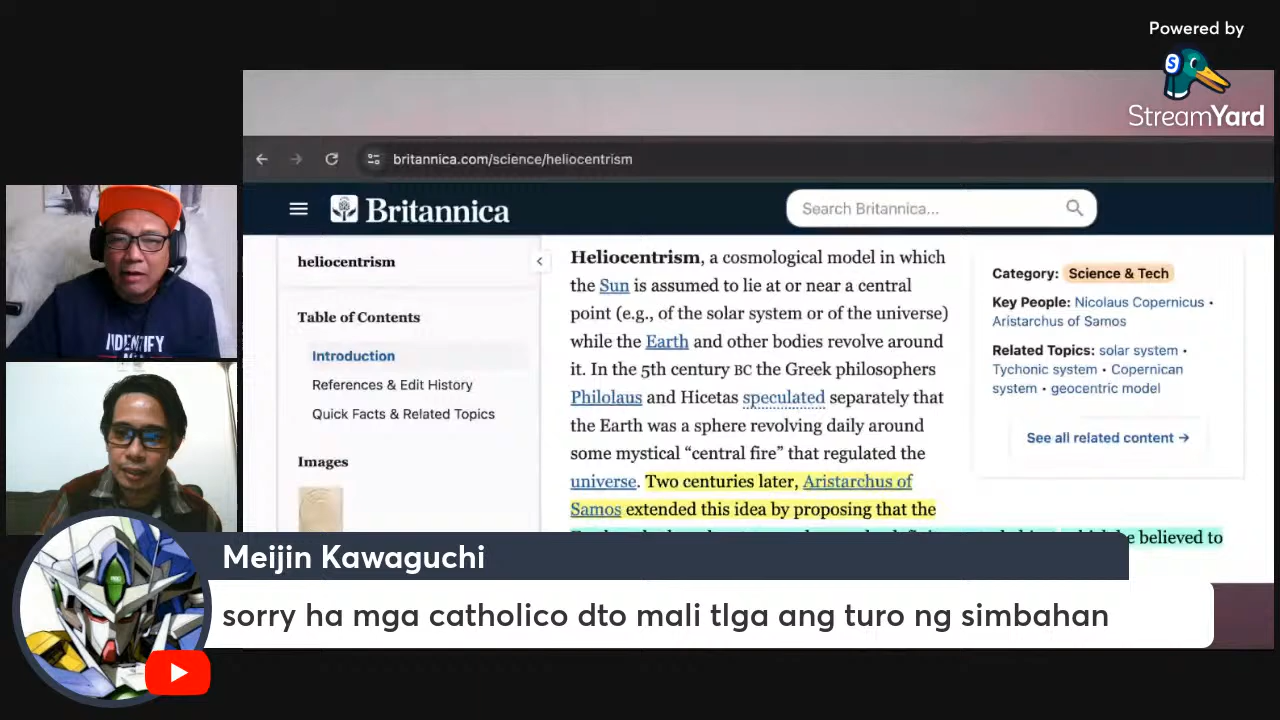 Powered by
StreamYard
britannica.com/science/heliocentrism
Britannica
Search Britannica...
heliocentrism
Table of Contents
Introduction
References & Edit History
Quick Facts & Related Topics
Images
Heliocentrism, a cosmological model in which
the Sun is assumed to lie at or near a central
point (e.g., of the solar system or of the universe)
while the Earth and other bodies revolve around
it. In the 5th century BC the Greek philosophers
Philolaus and Hicetas speculated separately that
the Earth was a sphere revolving daily around
some mystical “central fire” that regulated the
universe. Two centuries later, Aristarchus of
Samos extended this idea by proposing that the
believed to
Category: Science & Tech
Key People: Nicolaus Copernicus •
Aristarchus of Samos
Related Topics: solar system •
Tychonic system • Copernican
system • geocentric model
See all related content →
Meijin Kawaguchi
sorry ha mga catholico dto mali tlga ang turo ng simbahan